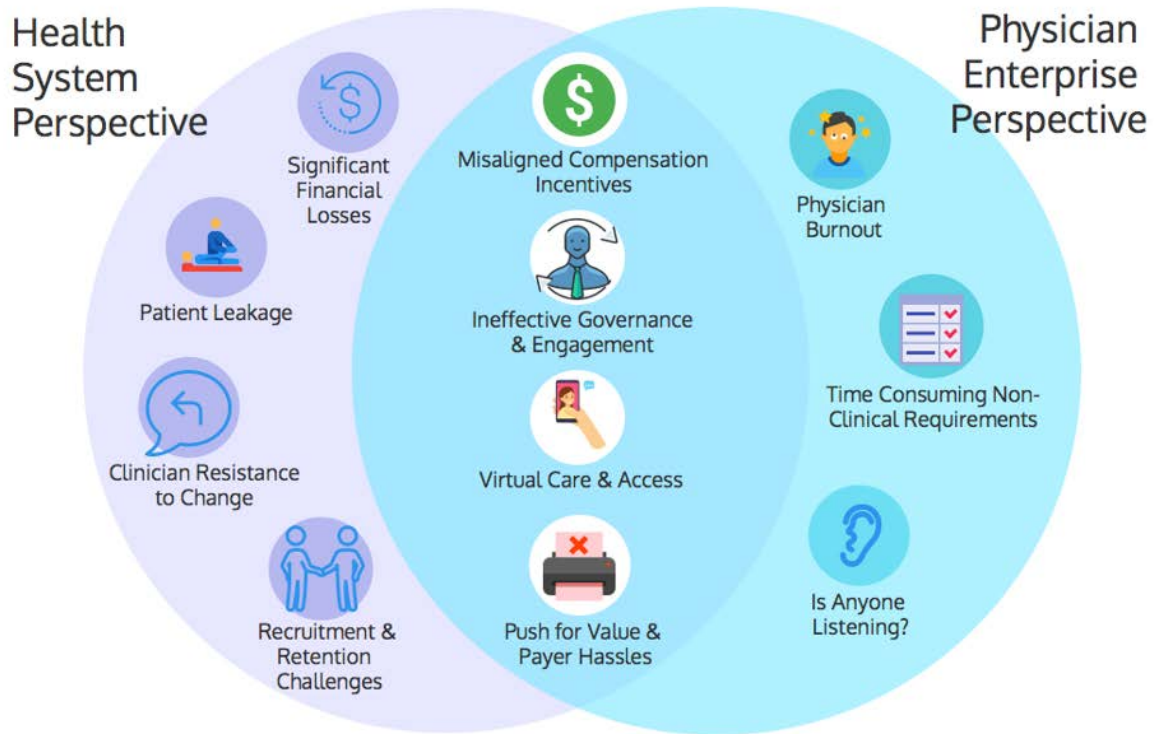 Health
System
Perspective
Significant
Financial
Losses
Patient Leakage
Clinician Resistance
to Change
Recruitment &
Retention
Challenges
$
Misaligned Compensation
Incentives
Ineffective Governance
& Engagement
Virtual Care & Access
Push for Value &
Payer Hassles
Physician
Enterprise
Perspective
Physician
Burnout
Time Consuming Non-
Clinical Requirements
Is Anyone
Listening?